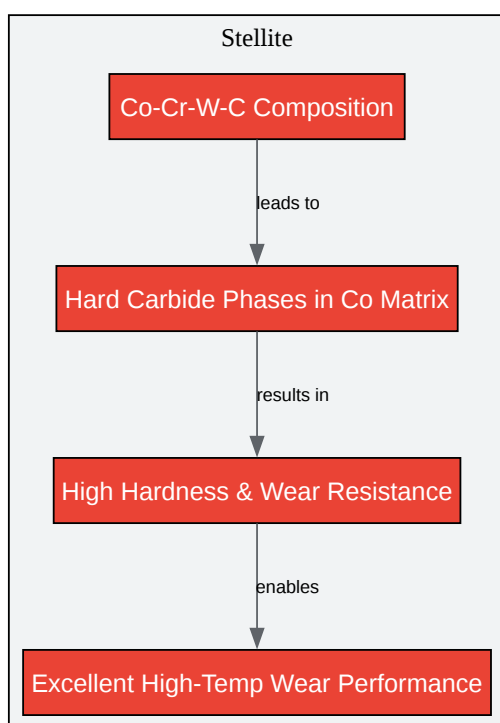 Stellite
Co-Cr-W-C Composition
leads to
Hard Carbide Phases in Co Matrix
results in
High Hardness & Wear Resistance
enables
Excellent High-Temp Wear Performance